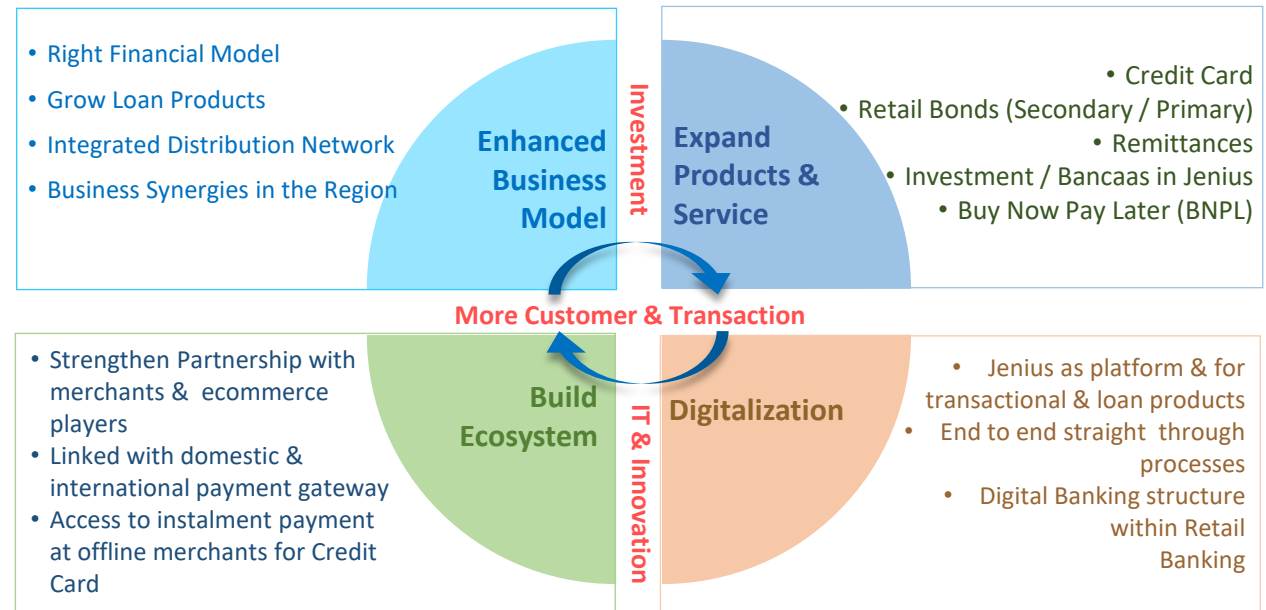 • Right Financial Model
• Grow Loan Products
• Integrated Distribution Network
• Business Synergies in the Region
Enhanced
Business
Model
Investment
Expand
Products &
Service
• Credit Card
• Retail Bonds (Secondary / Primary)
• Remittances
• Investment / Bancaas in Jenius
• Buy Now Pay Later (BNPL)
More Customer & Transaction
• Strengthen Partnership with
merchants & ecommerce
players
• Linked with domestic &
international payment gateway
• Access to instalment payment
at offline merchants for Credit
Card
Build
Ecosystem
IT & Innovation
Digitalization
• Jenius as platform & for
transactional & loan products
• End to end straight through
processes
• Digital Banking structure
within Retail
Banking